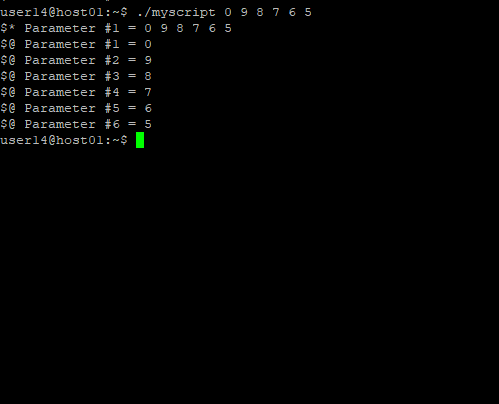 user14@host01:~$ ./myscript 0 9 8 7 6 5
$* Parameter #1 = 0 9 8 7 6 5
$@ Parameter #1 = 0
$@ Parameter #2 = 9
$@ Parameter #3 = 8
$@ Parameter #4 = 7
$@ Parameter #5 = 6
$@ Parameter #6 = 5
user14@host01:~$